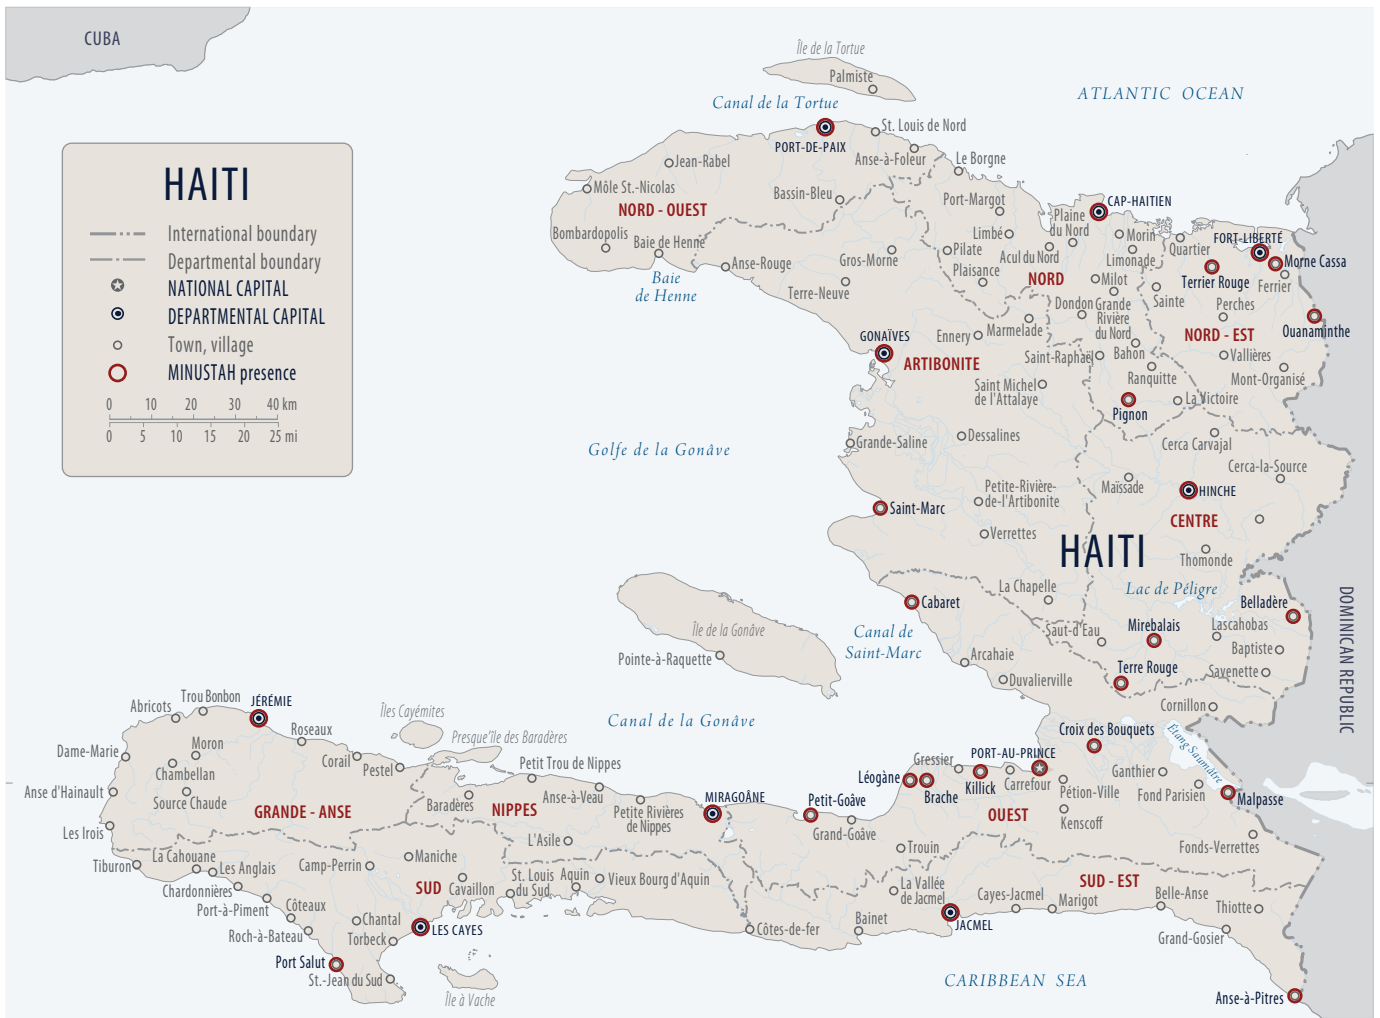 CUBA
Île de la Tortue
Palmiste
Canal de la Tortue
ATLANTIC OCEAN
HAITI
International boundary
Departmental boundary
NATIONAL CAPITAL
DEPARTMENTAL CAPITAL
Town, village
MINUSTAH presence
0 10 20 30 40 km
0 5 10 15 20 25 mi
St. Louis de Nord
PORT-DE-PAIX
Anse-à-Foleur
Le Borgne
Jean-Rabel
Môle St.-Nicolas
Bassin-Bleu
Port-Margot
NORD - OUEST
CAP-HAITIEN
Plaine
du Nord
Bombardopolis
Baie de Henne
Limbé
Morin
Quartier
FORT-LIBERTÉ
Gros-Morne
Pilate
Acul du Nord
Limonade
Morne Cassa
Anse-Rouge
Plaisance
NORD
Milot
Terrier Rouge
Ferrier
Baie
de Henne
Terre-Neuve
Dondon
Grande
Rivière
du Nord
Sainte
Perches
Ouanaminthe
GONAÏVES
Ennery
Marmelade
NORD - EST
ARTIBONITE
Saint-Raphaël
Bahon
Vallières
Ranquitte
Mont-Organisé
Saint Michel
de l'Attalaye
La Victoire
Pignon
Golfe de la Gonâve
Grande-Saline
Dessalines
Cerca Carvajal
Cerca-la-Source
Petite-Rivière-
de-l'Artibonite
Maïssade
HINCHE
Saint-Marc
Verrettes
CENTRE
HAITI
Thomonde
La Chapelle
Lac de Péligre
Belladère
Cabaret
Île de la Gonâve
Canal de
Saint-Marc
Saut-d'Eau
Mirebalais
Lascahobas
Pointe-à-Raquette
Arcahaie
Baptiste
Terre Rouge
Savenette
Duvalierville
DOMINICAN REPUBLIC
Cornillon
Trou Bonbon
Abricots
JÉRÉMIE
Îles Cayémites
Canal de la Gonâve
Roseaux
Presque'île des Baradères
Croix des Bouquets
Étang Saumâtre
Dame-Marie
Moron
Corail
Pestel
Petit Trou de Nippes
Gressier
PORT-AU-PRINCE
Chambellan
Léogâne
Ganthier
Anse d'Hainault
Source Chaude
Baradères
Anse-à-Veau
MIRAGOÂNE
Brache
Killick
Carrefour
Pétion-Ville
Fond Parisien
Malpasse
GRANDE - ANSE
NIPPES
Petite Rivières
de Nippes
Petit-Goâve
OUEST
Kenscoff
Les Irois
Grand-Goâve
L'Asile
Trouin
Fonds-Verrettes
Tiburon
La Cahouane
Les Anglais
Camp-Perrin
Maniche
SUD
Cavaillon
St. Louis
du Sud
Aquin
Vieux Bourg d'Aquin
La Vallée
de Jacmel
SUD - EST
Chardonnières
Cayes-Jacmel
Marigot
Belle-Anse
Thiotte
Port-à-Piment
Côteaux
Chantal
Roch-à-Bateau
Torbeck
LES CAYES
Côtes-de-fer
Bainet
JACMEL
Grand-Gosier
Port Salut
St.-Jean du Sud
Île à Vache
CARIBBEAN SEA
Anse-à-Pitres